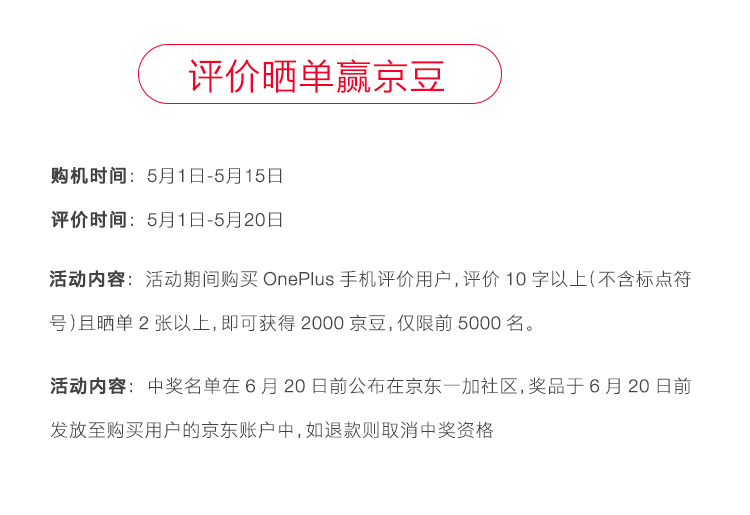 评价晒单赢京豆
购机时间：5月1日-5月15日
评价时间：5月1日-5月20日
活动内容：活动期间购买 OnePlus 手机评价用户，评价 10 字以上（不含标点符
号）且晒单 2 张以上，即可获得 2000 京豆，仅限前 5000 名。
活动内容：中奖名单在 6 月 20 日前公布在京东一加社区，奖品于 6 月 20 日前
发放至购买用户的京东账户中，如退款则取消中奖资格